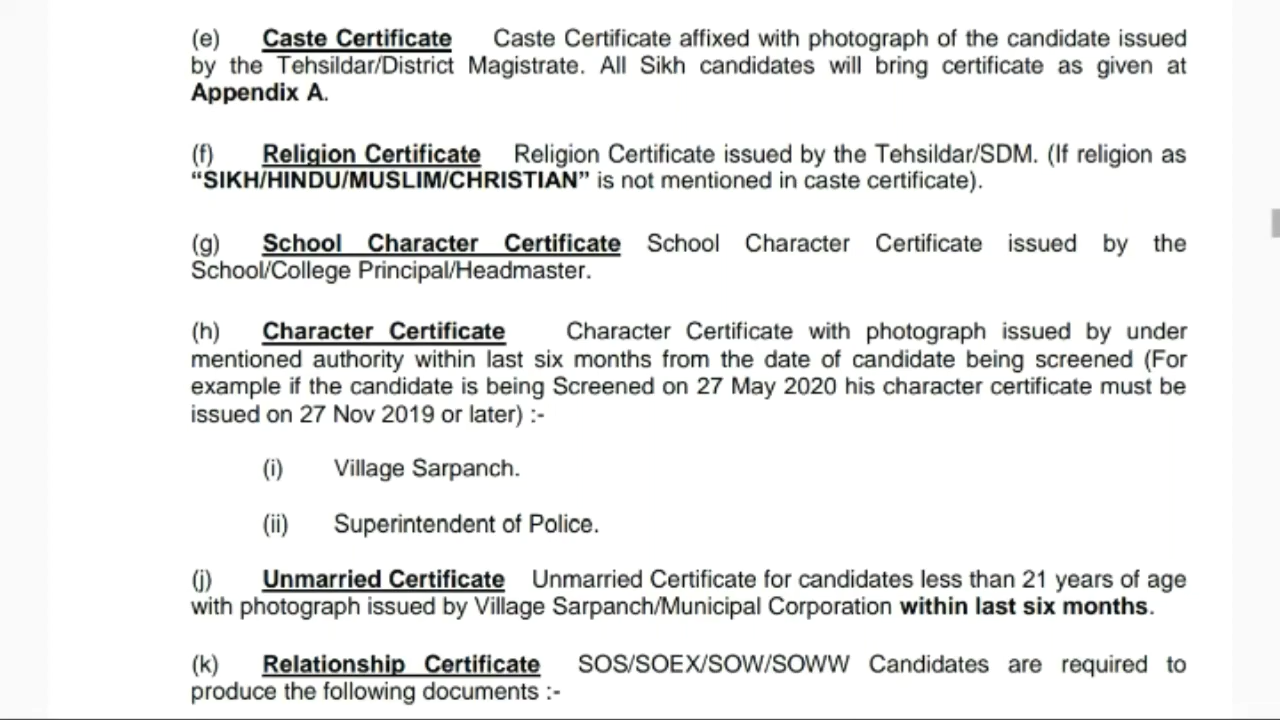 (e) Caste Certificate Caste Certificate affixed with photograph of the candidate issued
by the Tehsildar/District Magistrate. All Sikh candidates will bring certificate as given at
Appendix A.
(f) Religion Certificate Religion Certificate issued by the Tehsildar/SDM. (If religion as
“SIKH/HINDU/MUSLIM/CHRISTIAN” is not mentioned in caste certificate).
(g) School Character Certificate School Character Certificate issued by the
School/College Principal/Headmaster.
(h) Character Certificate Character Certificate with photograph issued by under
mentioned authority within last six months from the date of candidate being screened (For
example if the candidate is being Screened on 27 May 2020 his character certificate must be
issued on 27 Nov 2019 or later) :-
(i) Village Sarpanch.
(ii) Superintendent of Police.
(j) Unmarried Certificate Unmarried Certificate for candidates less than 21 years of age
with photograph issued by Village Sarpanch/Municipal Corporation within last six months.
(k) Relationship Certificate SOS/SOEX/SOW/SOWW Candidates are required to
produce the following documents :-